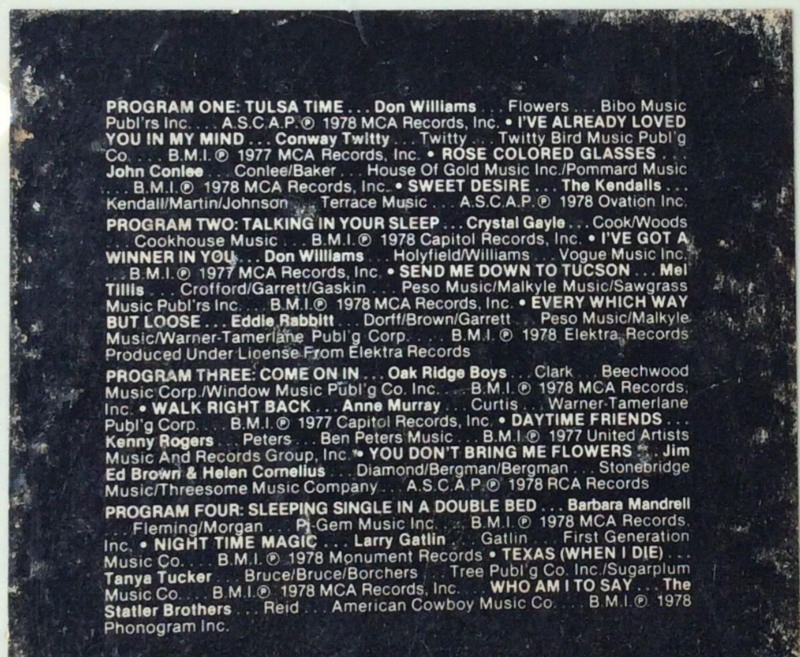 PROGRAM ONE: TULSA TIME ... Don Williams ... Flowers ... Bibo Music
Publ'rs Inc. ... A.S.C.A.P.℗ 1978 MCA Records, Inc. • I'VE ALREADY LOVED
YOU IN MY MIND ... Conway Twitty ... Twitty ... Twitty Bird Music Publ'g
Co. ... B.M.I.℗ 1977 MCA Records, Inc. • ROSE COLORED GLASSES ...
John Conlee ... Conlee/Baker ... House Of Gold Music Inc./Pommard Music
... B.M.I.℗ 1978 MCA Records, Inc. • SWEET DESIRE ... The Kendalls ...
Kendall/Martin/Johnson ... Terrace Music ... A.S.C.A.P.℗ 1978 Ovation Inc.
PROGRAM TWO: TALKING IN YOUR SLEEP ... Crystal Gayle ... Cook/Woods
... Cookhouse Music ... B.M.I.℗ 1978 Capitol Records, Inc. • I'VE GOT A
WINNER IN YOU ... Don Williams ... Holyfield/Williams ... Vogue Music Inc.
... B.M.I.℗ 1977 MCA Records, Inc. • SEND ME DOWN TO TUCSON ... Mel
Tillis ... Crofford/Garrett/Gaskin ... Peso Music/Malkyle Music/Sawgrass
Music Publ'rs Inc. ... B.M.I.℗ 1978 MCA Records, Inc. • EVERY WHICH WAY
BUT LOOSE ... Eddie Rabbitt ... Dorff/Brown/Garrett ... Peso Music/Malkyle
Music/Warner-Tamerlane Publ'g Corp. ... B.M.I.℗ 1978 Elektra Records
Produced Under License From Elektra Records
PROGRAM THREE: COME ON IN ... Oak Ridge Boys ... Clark ... Beechwood
Music Corp./Window Music Publ'g Co. Inc. ... B.M.I.℗ 1978 MCA Records,
Inc. • WALK RIGHT BACK ... Anne Murray ... Curtis ... Warner-Tamerlane
Publ'g Corp. ... B.M.I.℗ 1977 Capitol Records, Inc. • DAYTIME FRIENDS ...
Kenny Rogers ... Peters ... Ben Peters Music ... B.M.I.℗ 1977 United Artists
Music And Records Group, Inc. • YOU DON'T BRING ME FLOWERS ... Jim
Ed Brown & Helen Cornelius ... Diamond/Bergman/Bergman ... Stonebridge
Music/Threesome Music Company ... A.S.C.A.P.℗ 1978 RCA Records
PROGRAM FOUR: SLEEPING SINGLE IN A DOUBLE BED ... Barbara Mandrell
... Fleming/Morgan ... Pi-Gem Music Inc. ... B.M.I.℗ 1978 MCA Records,
Inc. • NIGHT TIME MAGIC ... Larry Gatlin ... Gatlin ... First Generation
Music Co. ... B.M.I.℗ 1978 Monument Records • TEXAS (WHEN I DIE) ...
Tanya Tucker ... Bruce/Bruce/Borchers ... Tree Publ'g Co. Inc./Sugarplum
Music Co. ... B.M.I.℗ 1978 MCA Records, Inc. WHO AM I TO SAY ... The
Statler Brothers ... Reid ... American Cowboy Music Co. ... B.M.I.℗ 1978
Phonogram Inc.